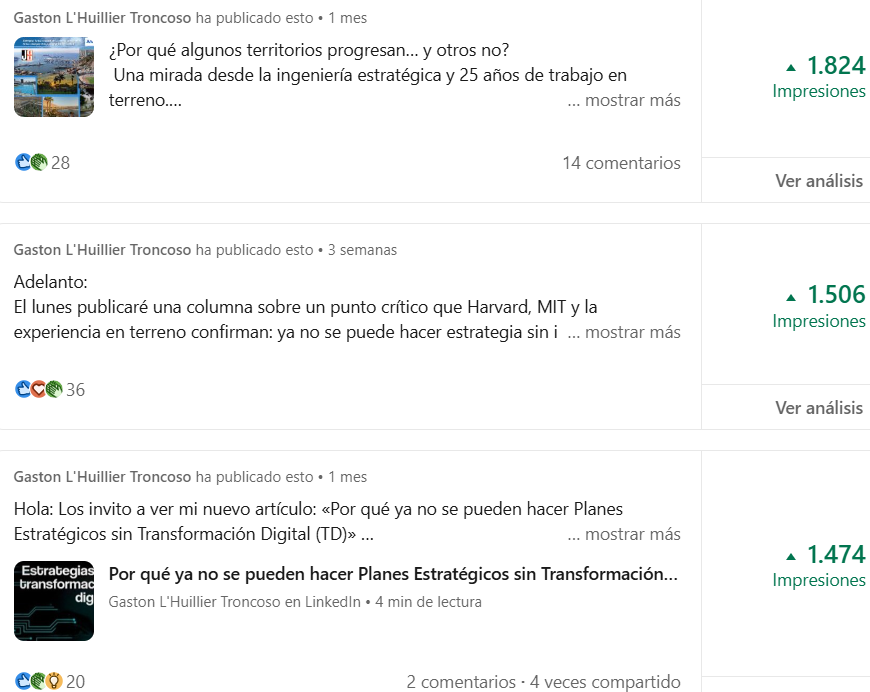 Gaston L'Huillier Troncoso ha publicado esto • 1 mes
¿Por qué algunos territorios progresan... y otros no?
Una mirada desde la ingeniería estratégica y 25 años de trabajo en
terreno.... ... mostrar más
28 14 comentarios
1.824
Impresiones
Ver análisis
Gaston L'Huillier Troncoso ha publicado esto • 3 semanas
Adelanto:
El lunes publicaré una columna sobre un punto crítico que Harvard, MIT y la
experiencia en terreno confirman: ya no se puede hacer estrategia sin i ... mostrar más
36
1.506
Impresiones
Ver análisis
Gaston L'Huillier Troncoso ha publicado esto • 1 mes
Hola: Los invito a ver mi nuevo artículo: «Por qué ya no se pueden hacer Planes
Estratégicos sin Transformación Digital (TD)» ... ... mostrar más
Estrategias
transformac
dig
Por qué ya no se pueden hacer Planes Estratégicos sin Transformación...
Gaston L'Huillier Troncoso en LinkedIn • 4 min de lectura
20 2 comentarios · 4 veces compartido
1.474
Impresiones